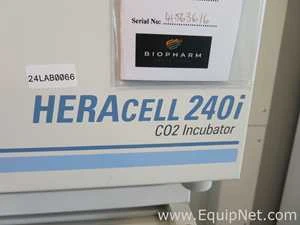 Serial No:
BIOPHARM
24LAB0066
HERACELL 240i
CO2 Incubator
www.EquipNet.com